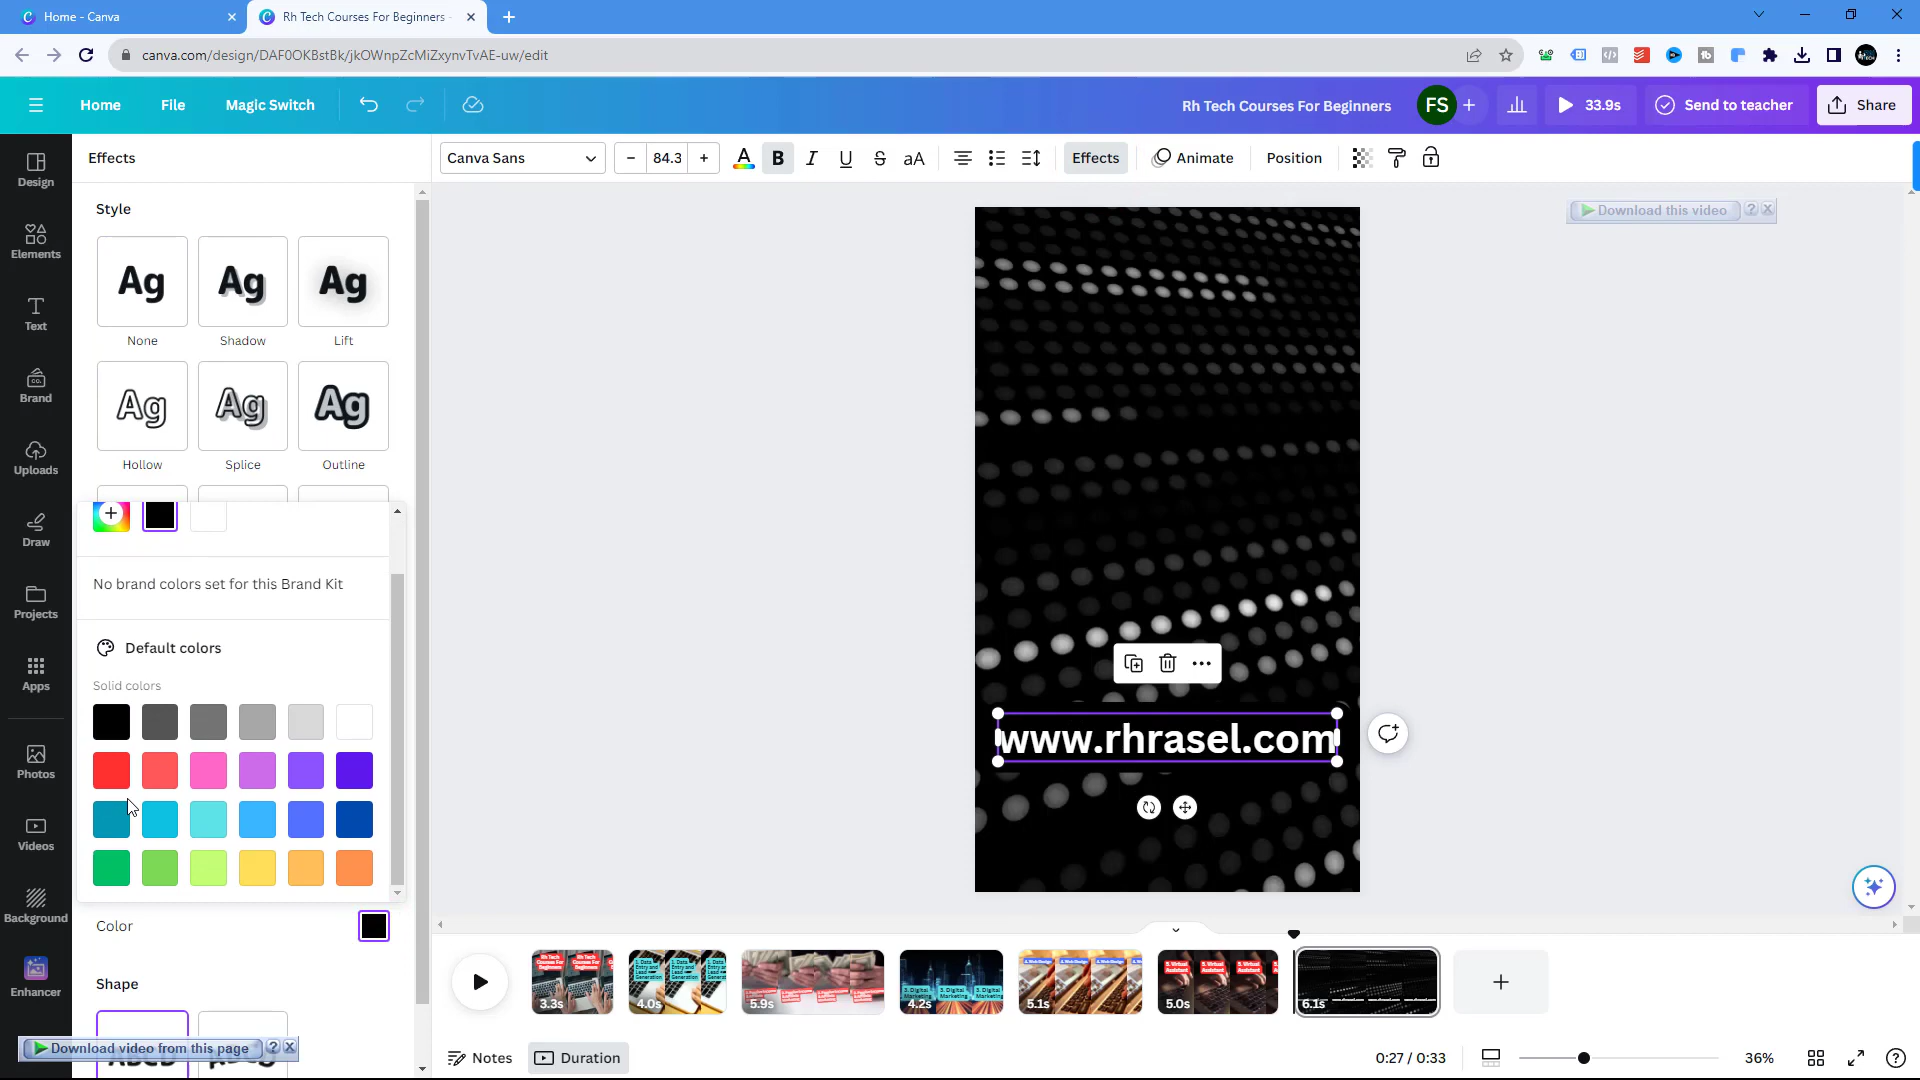 Home - Canva
Rh Tech Courses For Beginners -
canva.com/design/DAF0OKBstBk/jkOWnpZcMiZxynvTvAE-uw/edit
Home
File
Magic Switch
Rh Tech Courses For Beginners
FS
33.9s
Send to teacher
Share
Effects
Canva Sans
84.3
A
B
I
U
S
aA
Effects
Animate
Position
Design
Elements
Text
Brand
Uploads
Draw
Projects
Apps
Photos
Videos
Background
Enhancer
Style
Ag
Ag
Ag
None
Shadow
Lift
Ag
Ag
Ag
Hollow
Splice
Outline
No brand colors set for this Brand Kit
Default colors
Solid colors
Color
Shape
Download video from this page
Download this video
www.rhrasel.com
3.3s
4.0s
5.9s
4.2s
5.1s
5.0s
6.1s
Notes
Duration
0:27 / 0:33
36%